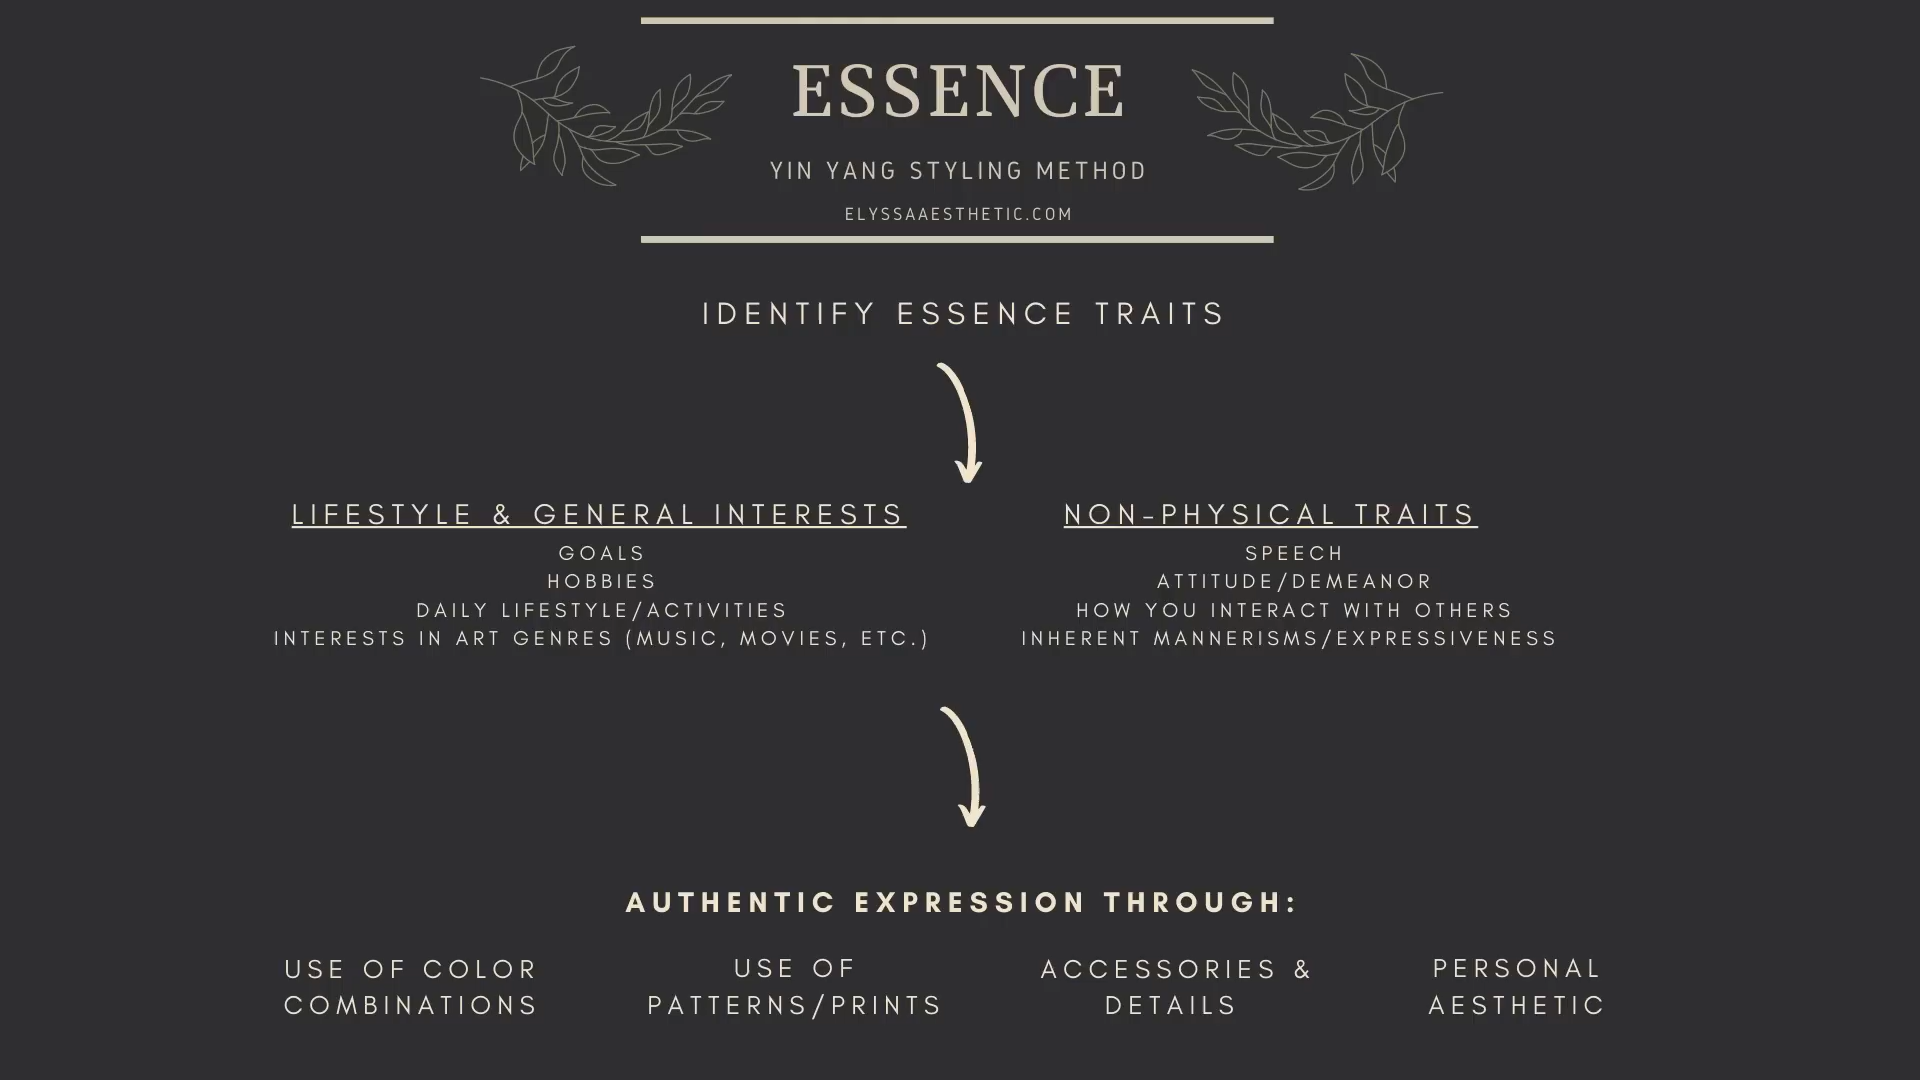 ESSENCE
YIN YANG STYLING METHOD
ELYSSAAESTHETIC.COM
IDENTIFY ESSENCE TRAITS
LIFESTYLE & GENERAL INTERESTS
GOALS
HOBBIES
DAILY LIFESTYLE/ACTIVITIES
INTERESTS IN ART GENRES (MUSIC, MOVIES, ETC.)
NON-PHYSICAL TRAITS
SPEECH
ATTITUDE/DEMEANOR
HOW YOU INTERACT WITH OTHERS
INHERENT MANNERISMS/EXPRESSIVENESS
AUTHENTIC EXPRESSION THROUGH:
USE OF COLOR
COMBINATIONS
USE OF
PATTERNS/PRINTS
ACCESSORIES &
DETAILS
PERSONAL
AESTHETIC